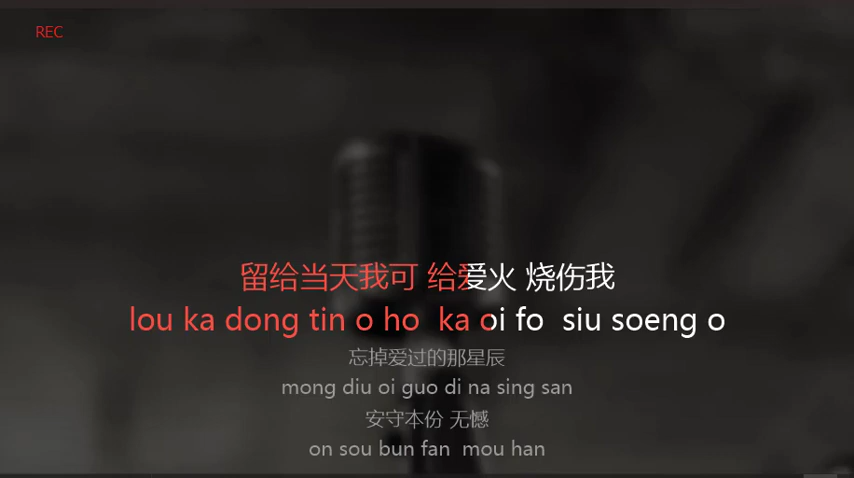 REC
留给当天我可 给爱火 烧伤我
lou ka dong tin o ho  ka oi fo  siu soeng o
忘掉爱过的那星辰
mong diu oi guo di na sing san
安守本份 无憾
on sou bun fan  mou han